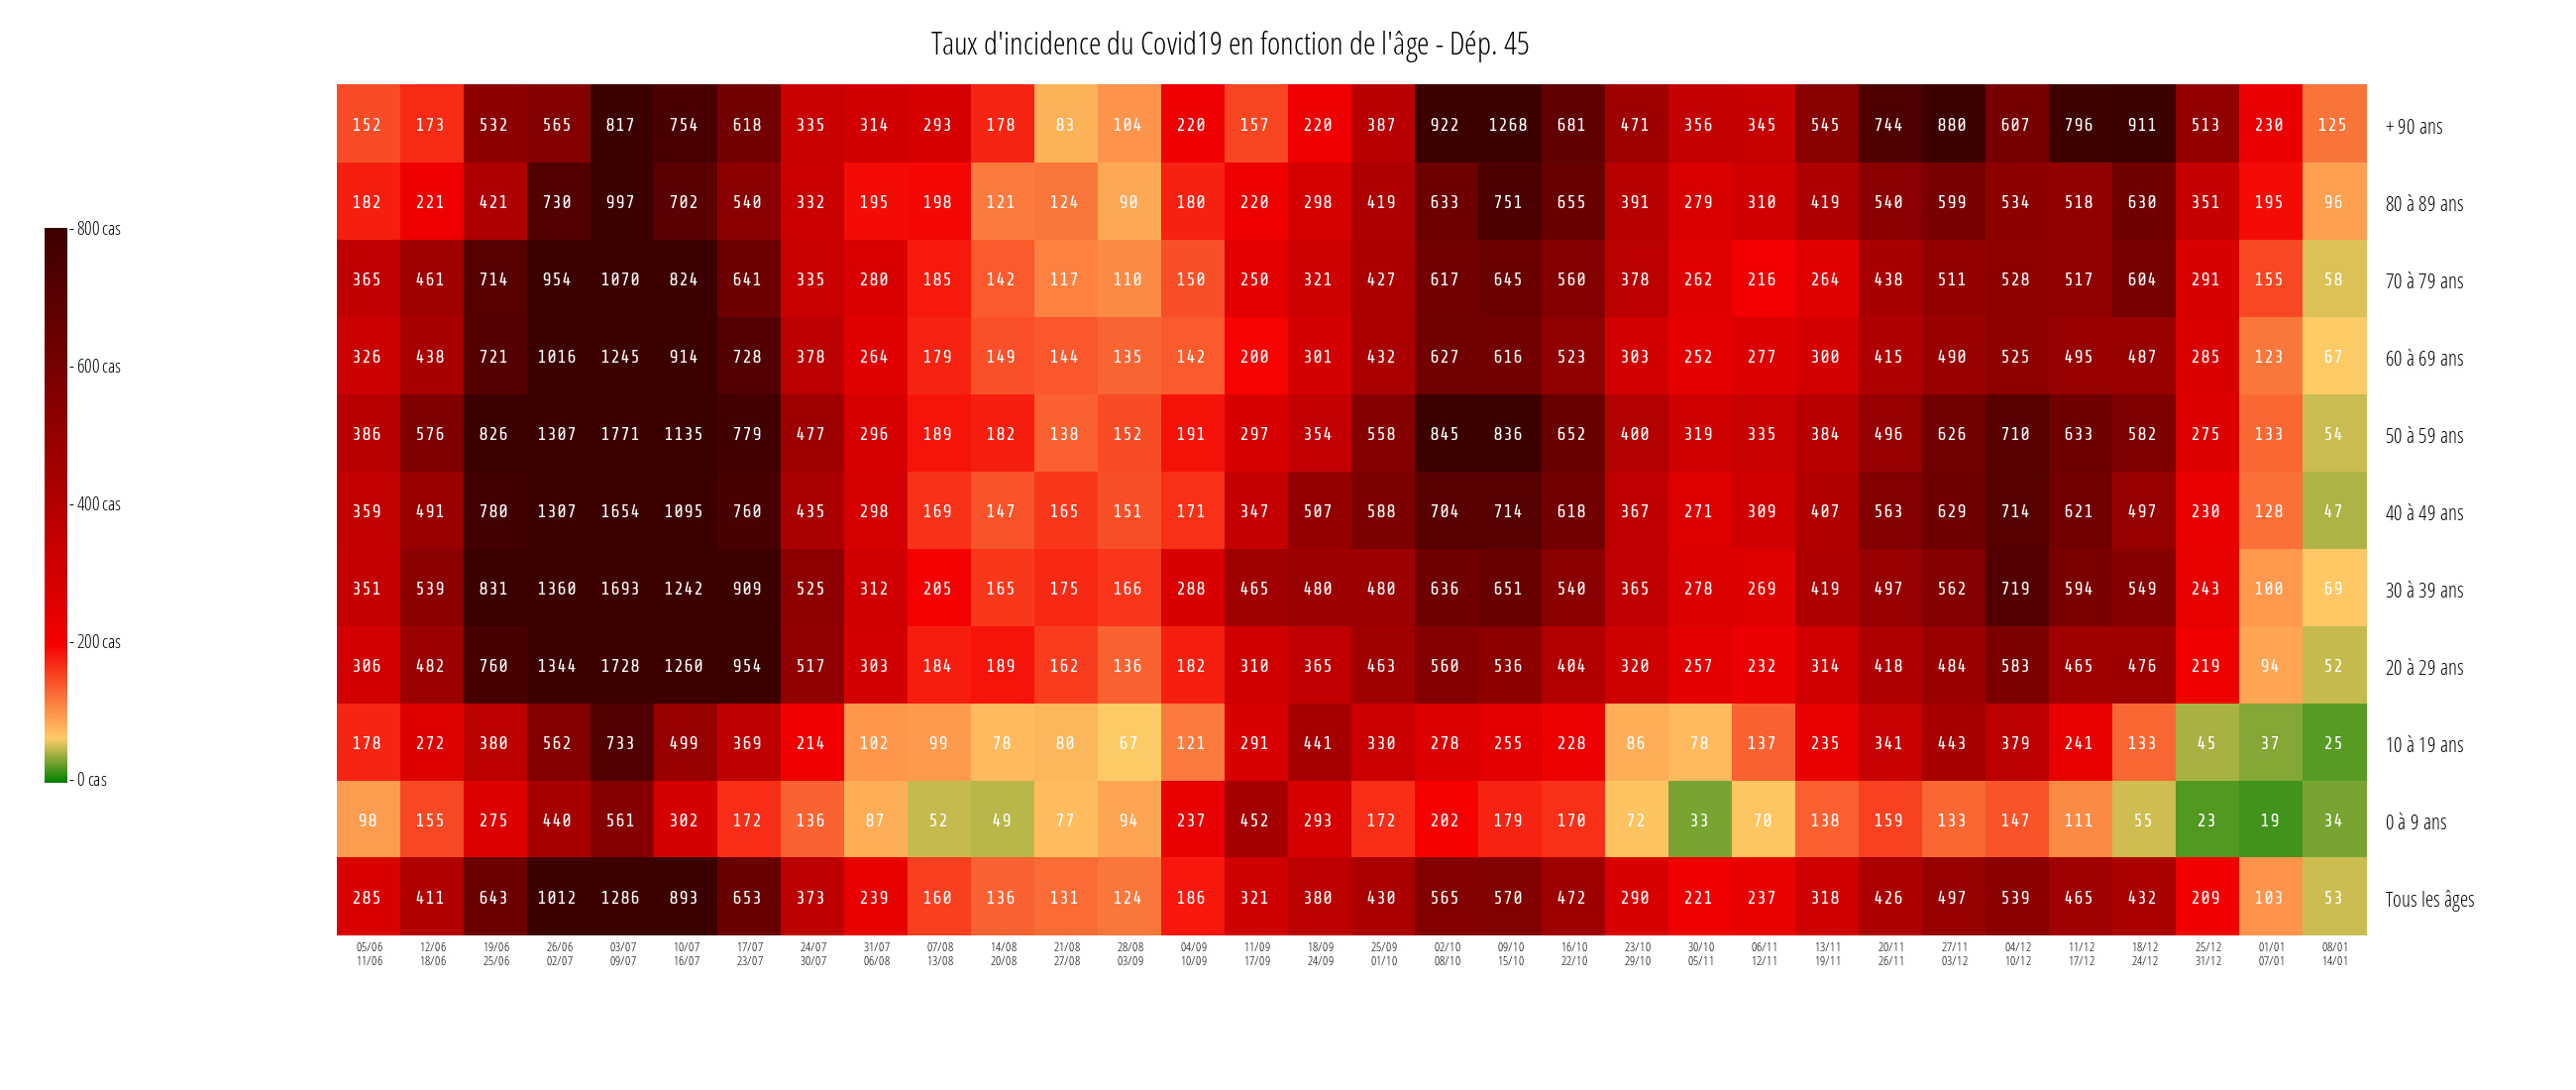 Taux d'incidence du Covid19 en fonction de l'âge - Dép. 45
152 173 532 565 817 754 618 335 314 293 178 83 104 220 157 220 387 922 1268 681 471 356 345 545 744 880 607 796 911 513 230 125 + 90 ans
182 221 421 730 997 702 540 332 195 198 121 124 90 180 220 298 419 633 751 655 391 279 310 419 540 599 534 518 630 351 195 96 80 à 89 ans
- 800 cas
365 461 714 954 1070 824 641 335 280 185 142 117 110 150 250 321 427 617 645 560 378 262 216 264 438 511 528 517 604 291 155 58 70 à 79 ans
326 438 721 1016 1245 914 728 378 264 179 149 144 135 142 200 301 432 627 616 523 303 252 277 300 415 490 525 495 487 285 123 67 60 à 69 ans
- 600 cas
386 576 826 1307 1771 1135 779 477 296 189 182 138 152 191 297 354 558 845 836 652 400 319 335 384 496 626 710 633 582 275 133 54 50 à 59 ans
- 400 cas
359 491 780 1307 1654 1095 760 435 298 169 147 165 151 171 347 507 588 704 714 618 367 271 309 407 563 629 714 621 497 230 128 47 40 à 49 ans
351 539 831 1360 1693 1242 909 525 312 205 165 175 166 288 465 480 480 636 651 540 365 278 269 419 497 562 719 594 549 243 100 69 30 à 39 ans
- 200 cas
306 482 760 1344 1728 1260 954 517 303 184 189 162 136 182 310 365 463 560 536 404 320 257 232 314 418 484 583 465 476 219 94 52 20 à 29 ans
178 272 380 562 733 499 369 214 102 99 78 80 67 121 291 441 330 278 255 228 86 78 137 235 341 443 379 241 133 45 37 25 10 à 19 ans
- 0 cas
98 155 275 440 561 302 172 136 87 52 49 77 94 237 452 293 172 202 179 170 72 33 70 138 159 133 147 111 55 23 19 34 0 à 9 ans
285 411 643 1012 1286 893 653 373 239 160 136 131 124 186 321 380 430 565 570 472 290 221 237 318 426 497 539 465 432 209 103 53 Tous les âges
05/06 12/06 19/06 26/06 03/07 10/07 17/07 24/07 31/07 07/08 14/08 21/08 28/08 04/09 11/09 18/09 25/09 02/10 09/10 16/10 23/10 30/10 06/11 13/11 20/11 27/11 04/12 11/12 18/12 25/12 01/01 08/01
11/06 18/06 25/06 02/07 09/07 16/07 23/07 30/07 06/08 13/08 20/08 27/08 03/09 10/09 17/09 24/09 01/10 08/10 15/10 22/10 29/10 05/11 12/11 19/11 26/11 03/12 10/12 17/12 24/12 31/12 07/01 14/01